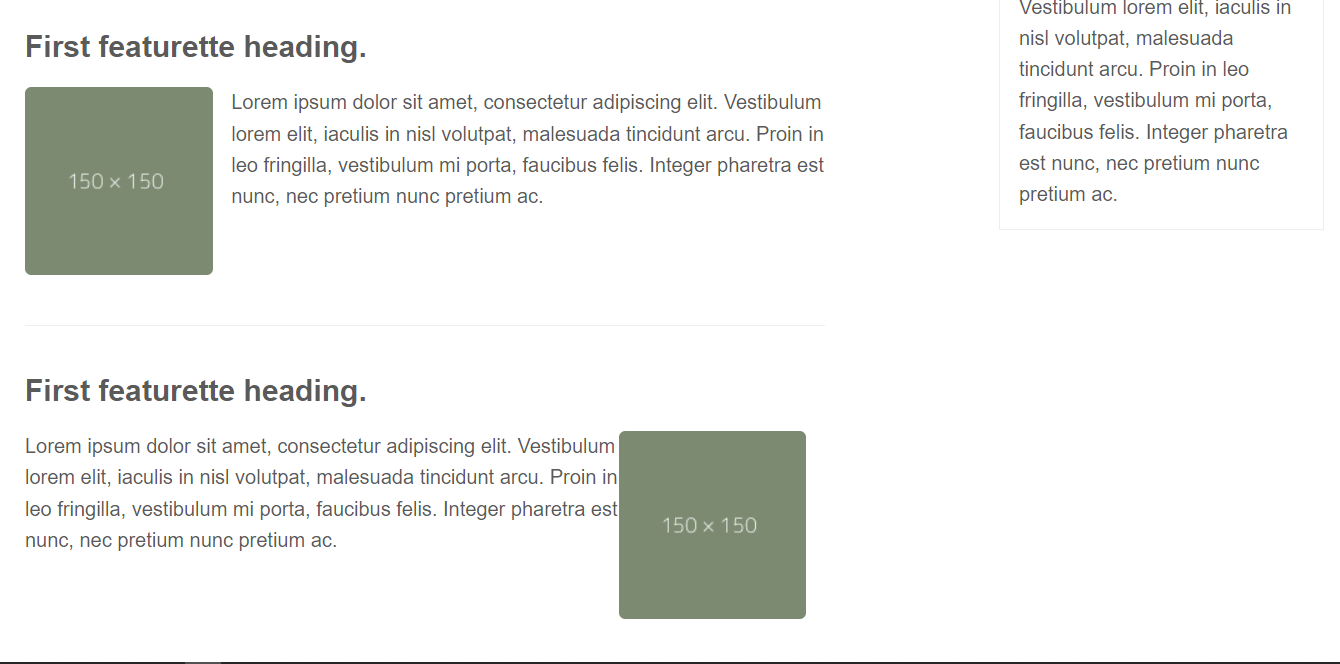 First featurette heading.
150 × 150
Lorem ipsum dolor sit amet, consectetur adipiscing elit. Vestibulum
lorem elit, iaculis in nisl volutpat, malesuada tincidunt arcu. Proin in
leo fringilla, vestibulum mi porta, faucibus felis. Integer pharetra est
nunc, nec pretium nunc pretium ac.
First featurette heading.
Lorem ipsum dolor sit amet, consectetur adipiscing elit. Vestibulum
lorem elit, iaculis in nisl volutpat, malesuada tincidunt arcu. Proin in
leo fringilla, vestibulum mi porta, faucibus felis. Integer pharetra est
nunc, nec pretium nunc pretium ac.
150 × 150
Vestibulum lorem elit, iaculis in
nisl volutpat, malesuada
tincidunt arcu. Proin in leo
fringilla, vestibulum mi porta,
faucibus felis. Integer pharetra
est nunc, nec pretium nunc
pretium ac.